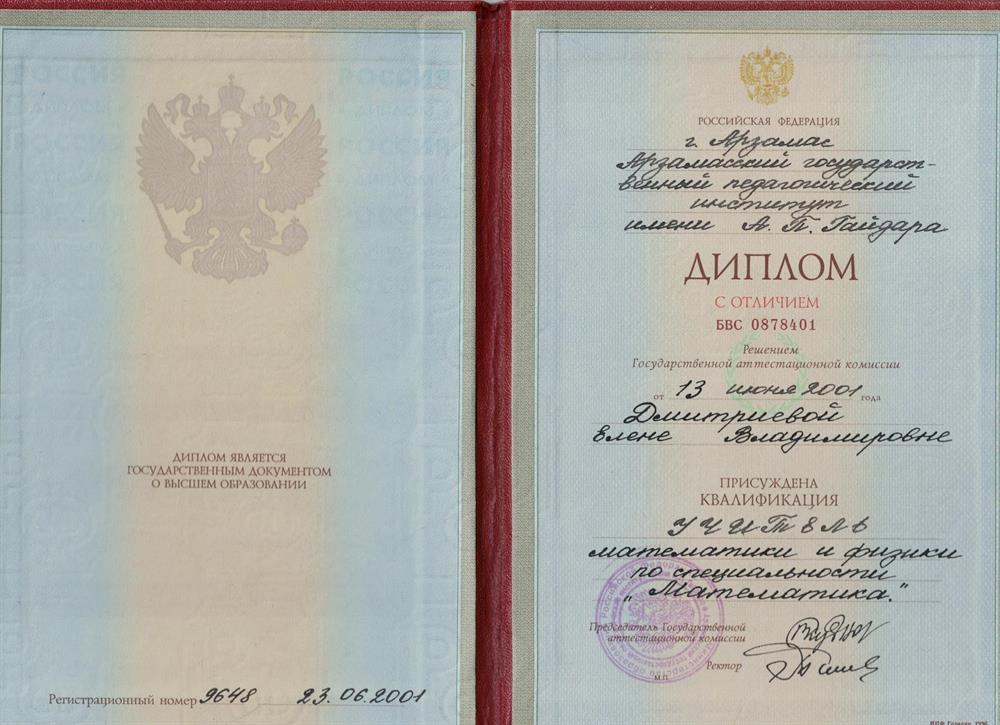 ДИПЛОМ ЯВЛЯЕТСЯ
ГОСУДАРСТВЕННЫМ ДОКУМЕНТОМ
О ВЫСШЕМ ОБРАЗОВАНИИ
Регистрационный номер 9648 23.06.2001
РОССИЙСКАЯ ФЕДЕРАЦИЯ
г. Арзамас
Арзамасский государст-
венный педагогический
институт
имени А. П. Гайдара
ДИПЛОМ
С ОТЛИЧИЕМ
БВС 0878401
Решением
Государственной аттестационной комиссии
от 13 июня 2001 года
Дмитриевой
Елене Владимировне
ПРИСУЖДЕНА
КВАЛИФИКАЦИЯ
УЧИТЕЛЬ
математики и физики
по специальности
„Математика."
Председатель Государственной
аттестационной комиссии
Ректор
М.П.